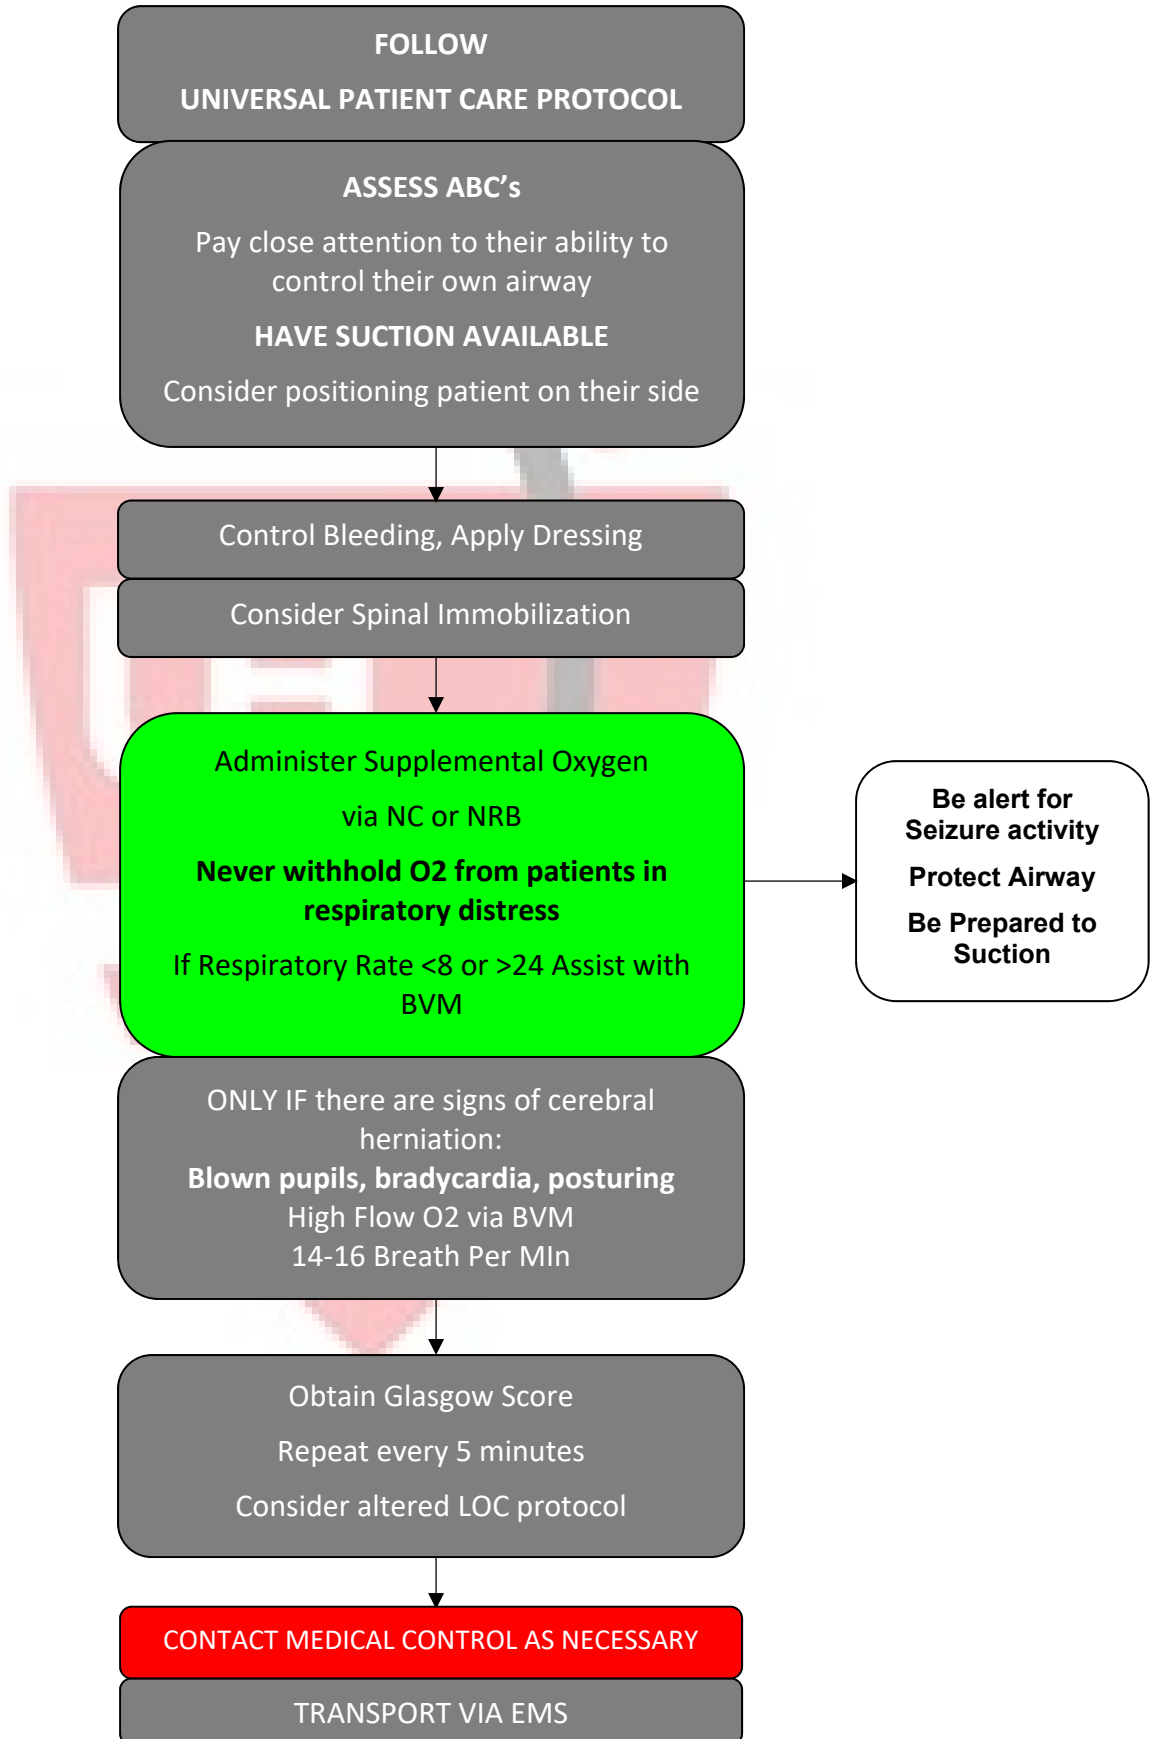 FOLLOW
UNIVERSAL PATIENT CARE PROTOCOL
ASSESS ABC’s
Pay close attention to their ability to
control their own airway
HAVE SUCTION AVAILABLE
Consider positioning patient on their side
Control Bleeding, Apply Dressing
Consider Spinal Immobilization
Administer Supplemental Oxygen
via NC or NRB
Never withhold O2 from patients in
respiratory distress
If Respiratory Rate <8 or >24 Assist with
BVM
Be alert for
Seizure activity
Protect Airway
Be Prepared to
Suction
ONLY IF there are signs of cerebral
herniation:
Blown pupils, bradycardia, posturing
High Flow O2 via BVM
14-16 Breath Per MIn
Obtain Glasgow Score
Repeat every 5 minutes
Consider altered LOC protocol
CONTACT MEDICAL CONTROL AS NECESSARY
TRANSPORT VIA EMS